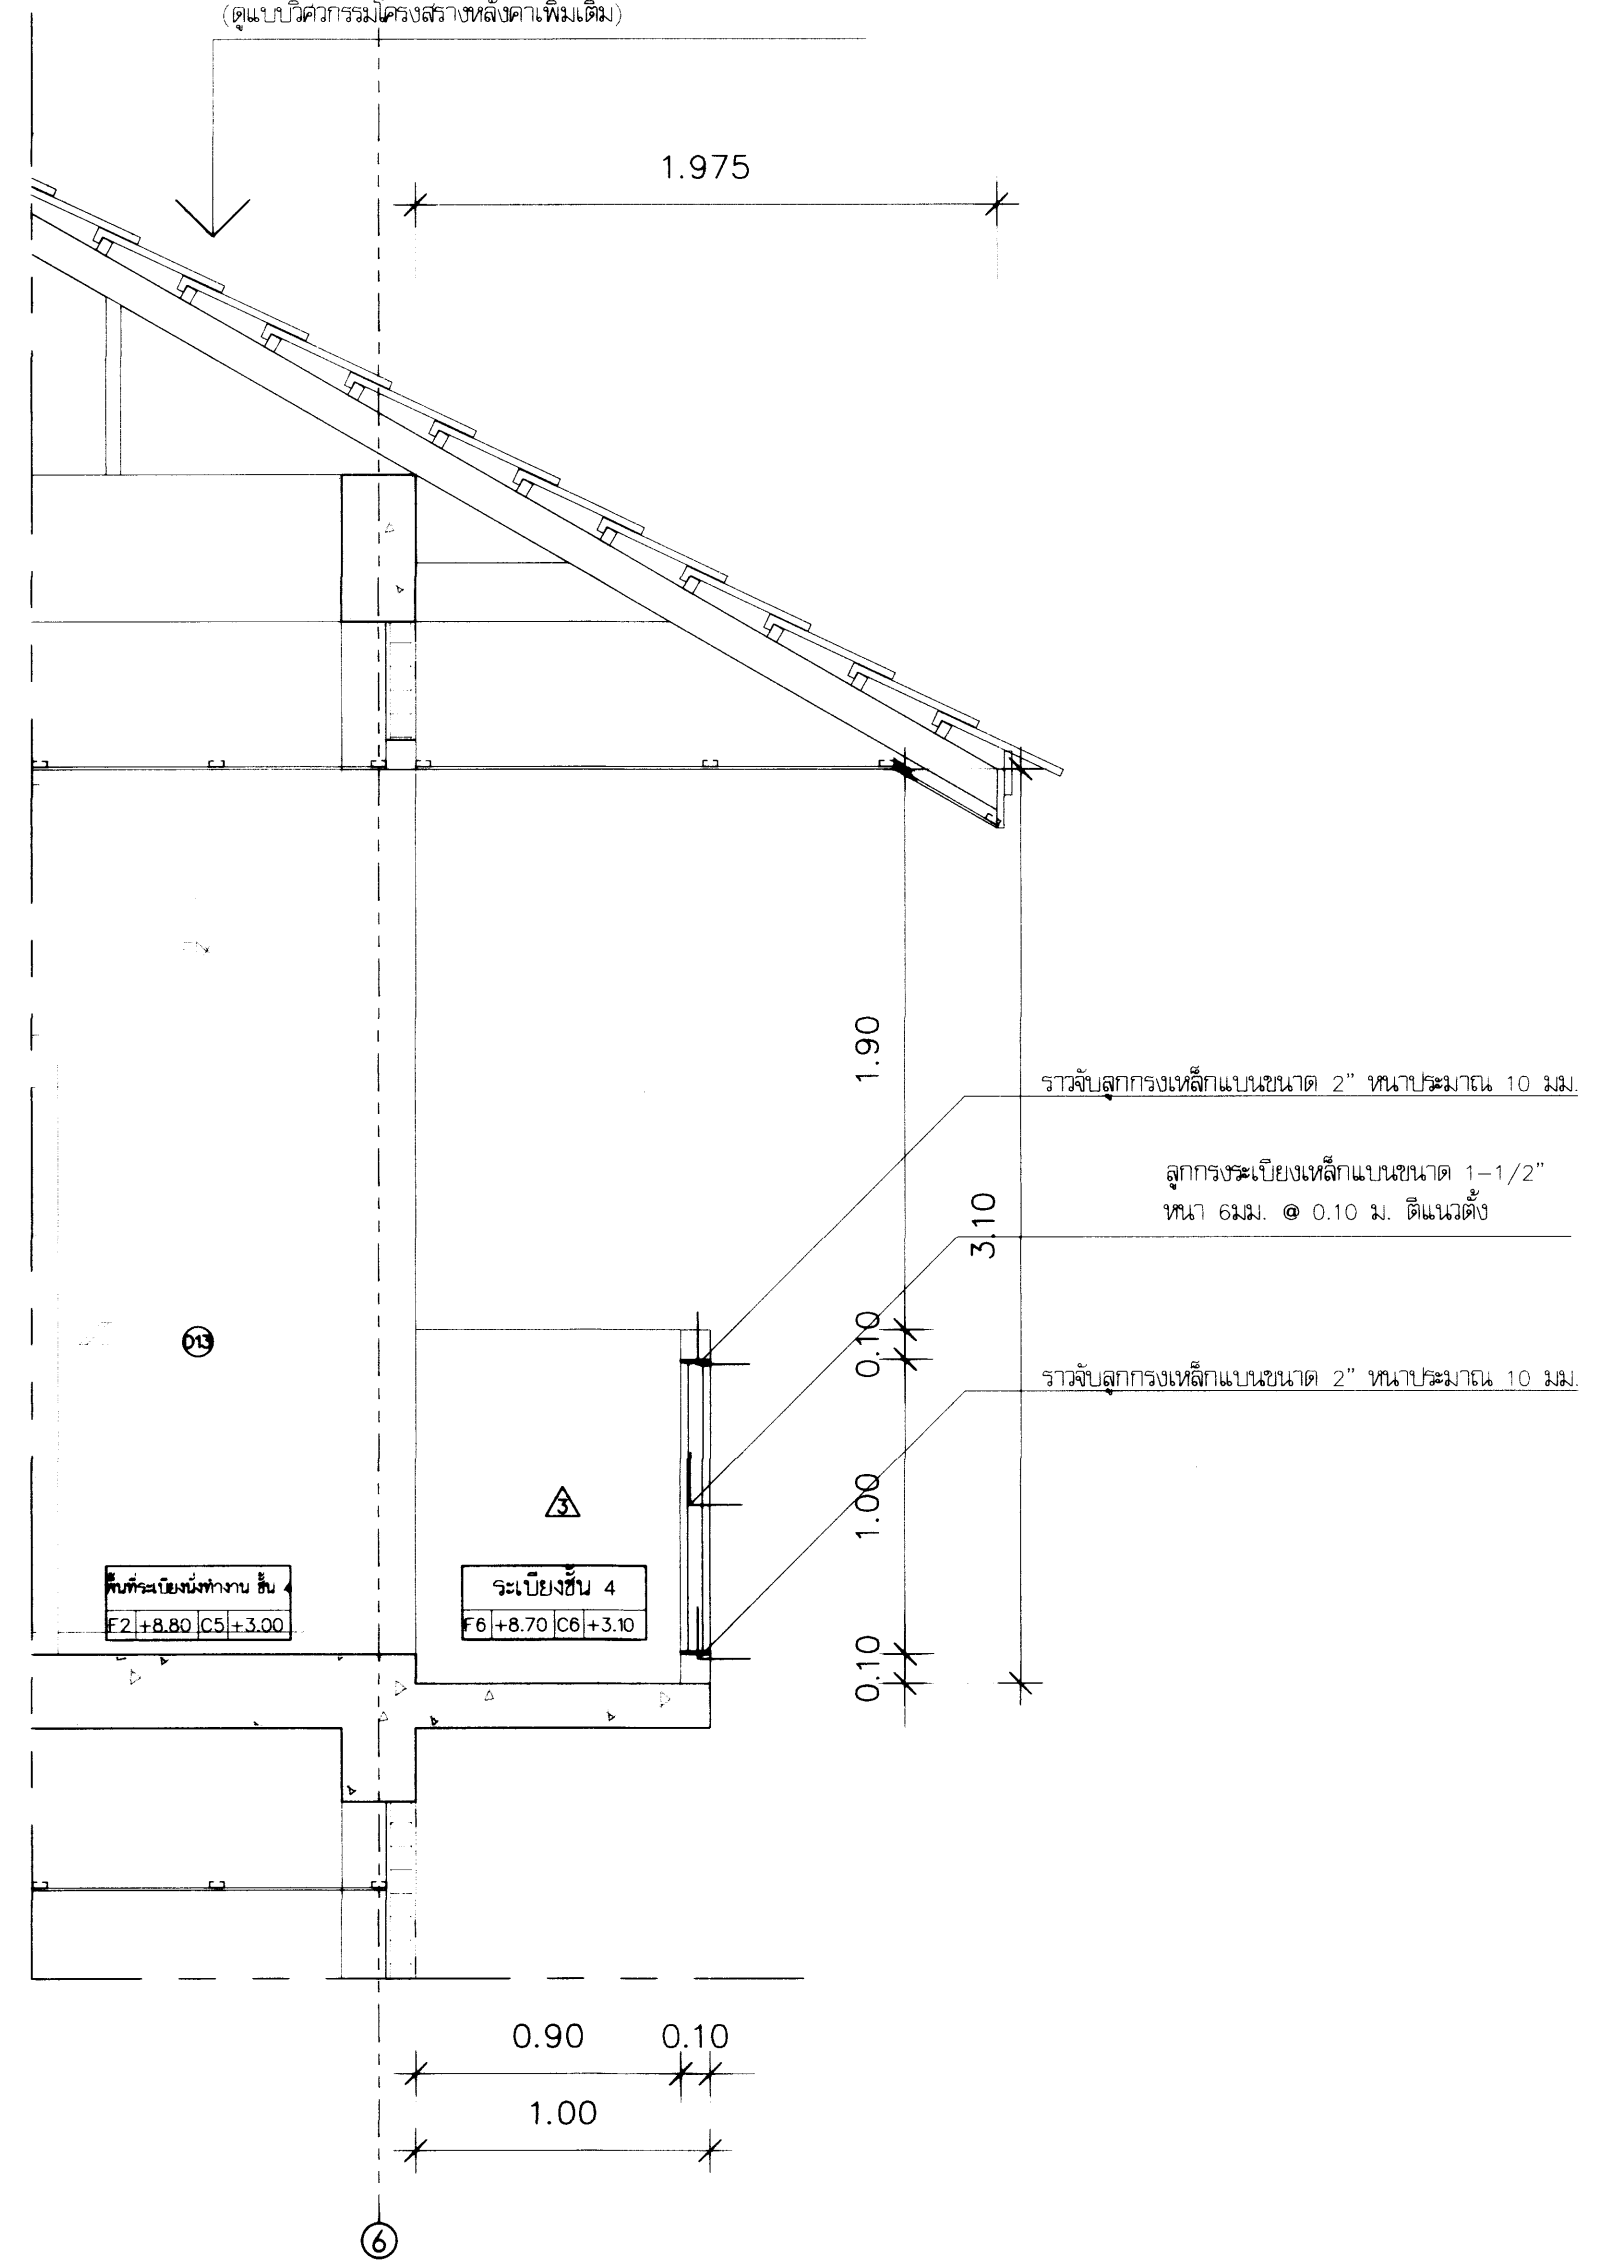 (ดูแบบวิศวกรรมโครงสร้างหลังคาเพิ่มเติม)
1.975
1.90
ราวจับลูกกรงเหล็กแบนขนาด 2" หนาประมาณ 10 มม.
ลูกกรงระเบียงเหล็กแบนขนาด 1-1/2"
หนา 6มม. @ 0.10 ม. ตีแนวตั้ง
3.10
0.10
D13
ราวจับลูกกรงเหล็กแบนขนาด 2" หนาประมาณ 10 มม.
3
1.00
พื้นที่ระเบียงนั่งทำงาน ชั้น 4
F2 +8.80 C5 +3.00
ระเบียงชั้น 4
F6 +8.70 C6 +3.10
0.10
0.90 0.10
1.00
6